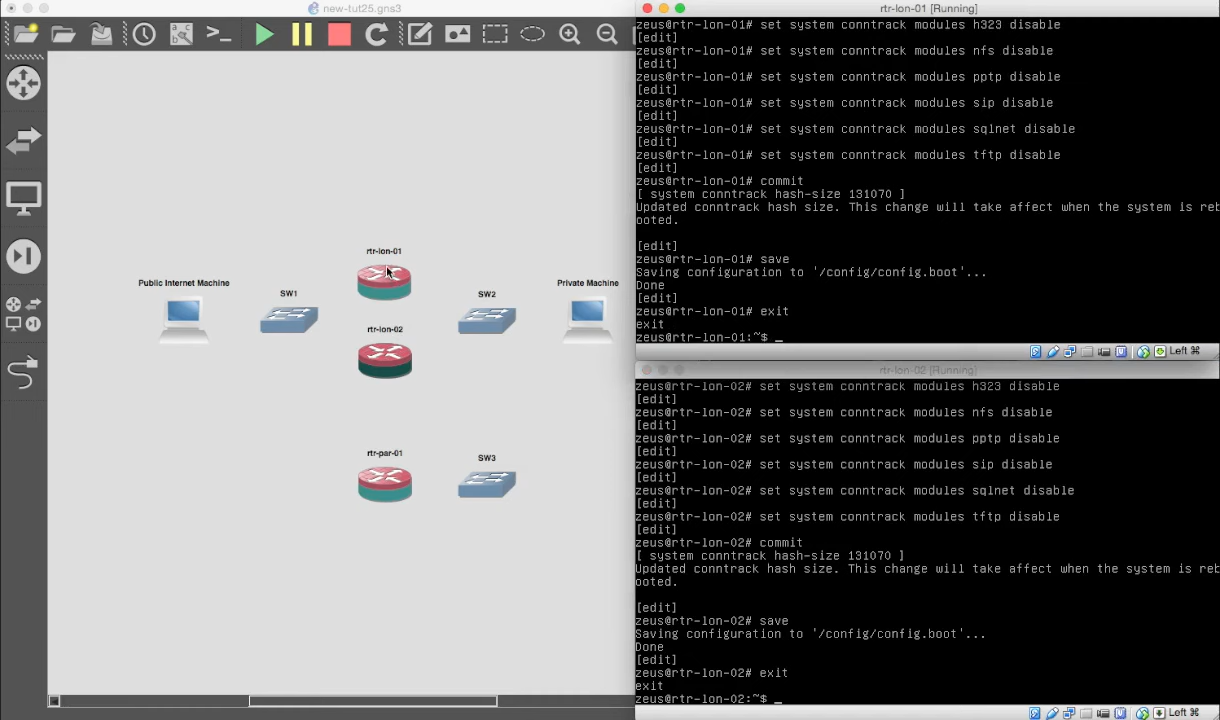 new-tut25.gns3
rtr-lon-01
Public Internet Machine
SW1
SW2
Private Machine
rtr-lon-02
rtr-par-01
SW3
rtr-lon-01 [Running]
zeus@rtr-lon-01# set system conntrack modules h323 disable
[edit]
zeus@rtr-lon-01# set system conntrack modules nfs disable
[edit]
zeus@rtr-lon-01# set system conntrack modules pptp disable
[edit]
zeus@rtr-lon-01# set system conntrack modules sip disable
[edit]
zeus@rtr-lon-01# set system conntrack modules sqlnet disable
[edit]
zeus@rtr-lon-01# set system conntrack modules tftp disable
[edit]
zeus@rtr-lon-01# commit
[ system conntrack hash-size 131070 ]
Updated conntrack hash size. This change will take affect when the system is reb
ooted.
[edit]
zeus@rtr-lon-01# save
Saving configuration to '/config/config.boot'...
Done
[edit]
zeus@rtr-lon-01# exit
exit
zeus@rtr-lon-01:~$ _
Left ⌘
rtr-lon-02 [Running]
zeus@rtr-lon-02# set system conntrack modules h323 disable
[edit]
zeus@rtr-lon-02# set system conntrack modules nfs disable
[edit]
zeus@rtr-lon-02# set system conntrack modules pptp disable
[edit]
zeus@rtr-lon-02# set system conntrack modules sip disable
[edit]
zeus@rtr-lon-02# set system conntrack modules sqlnet disable
[edit]
zeus@rtr-lon-02# set system conntrack modules tftp disable
[edit]
zeus@rtr-lon-02# commit
[ system conntrack hash-size 131070 ]
Updated conntrack hash size. This change will take affect when the system is reb
ooted.
[edit]
zeus@rtr-lon-02# save
Saving configuration to '/config/config.boot'...
Done
[edit]
zeus@rtr-lon-02# exit
exit
zeus@rtr-lon-02:~$ _
Left ⌘